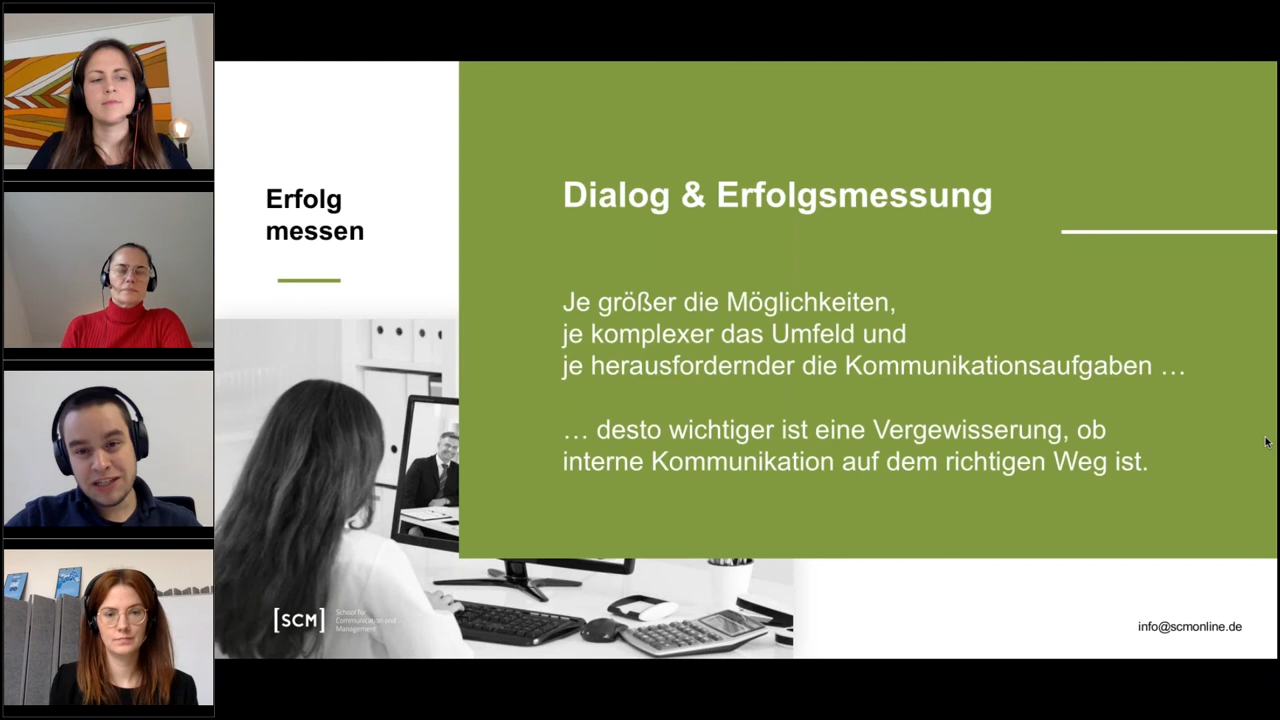 Erfolg
messen
Dialog & Erfolgsmessung
Je größer die Möglichkeiten,
je komplexer das Umfeld und
je herausfordernder die Kommunikationsaufgaben …
… desto wichtiger ist eine Vergewisserung, ob
interne Kommunikation auf dem richtigen Weg ist.
[SCM]
School for
Communication and
Management
info@scmonline.de